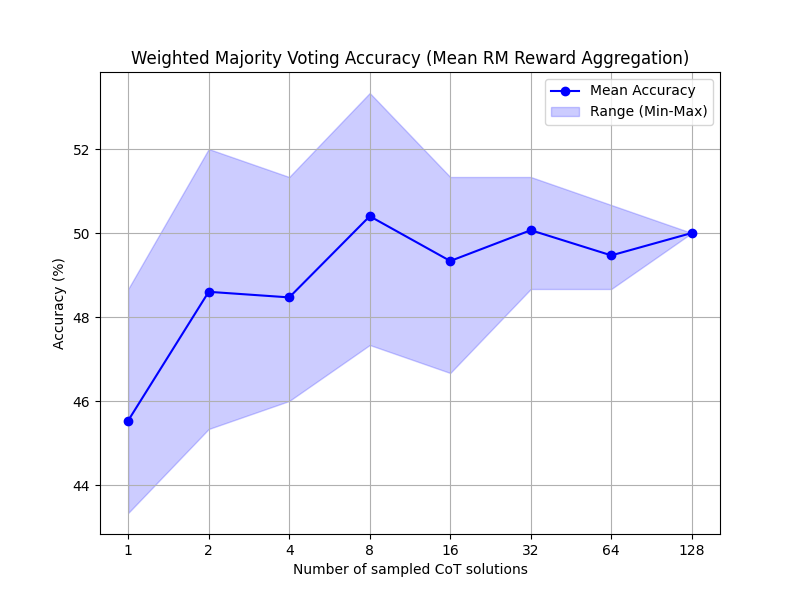 Weighted Majority Voting Accuracy (Mean RM Reward Aggregation)
Mean Accuracy
Range (Min-Max)
52
50
48
46
44
Accuracy (%)
1 2 4 8 16 32 64 128
Number of sampled CoT solutions